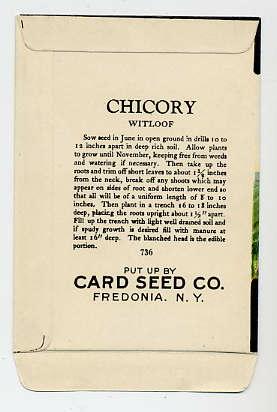 CHICORY
WITLOOF
Sow seed in June in open ground in drills 10 to
12 inches apart in deep rich soil. Allow plants
to grow until November, keeping free from weeds
and watering if necessary. Then take up the
roots and trim off short leaves to about 1½ inches
from the neck, break off any shoots which may
appear on sides of root and shorten lower end so
that all will be of a uniform length of 8 to 10
inches. Then plant in a trench 16 to 18 inches
deep, placing the roots upright about 1½" apart.
Fill up the trench with light well drained soil and
if spudy growth is desired fill with manure at
least 16" deep. The blanched head is the edible
portion.
736
PUT UP BY
CARD SEED CO.
FREDONIA. N. Y.